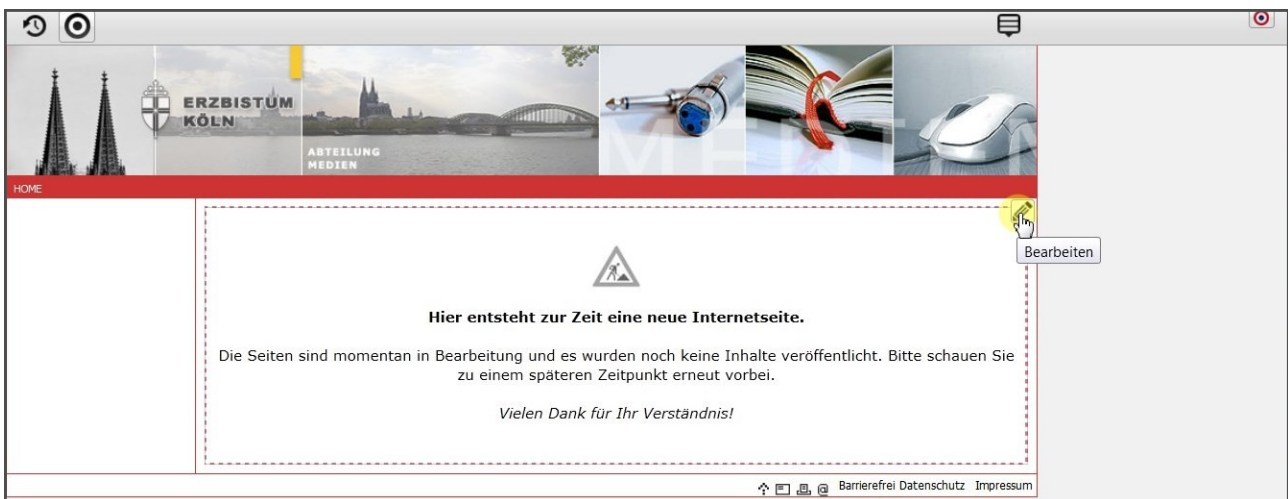 ERZBISTUM
KÖLN
ABTEILUNG
MEDIEN
MEDIEN
HOME
Bearbeiten
Hier entsteht zur Zeit eine neue Internetseite.
Die Seiten sind momentan in Bearbeitung und es wurden noch keine Inhalte veröffentlicht. Bitte schauen Sie
zu einem späteren Zeitpunkt erneut vorbei.
Vielen Dank für Ihr Verständnis!
Barrierefrei Datenschutz Impressum